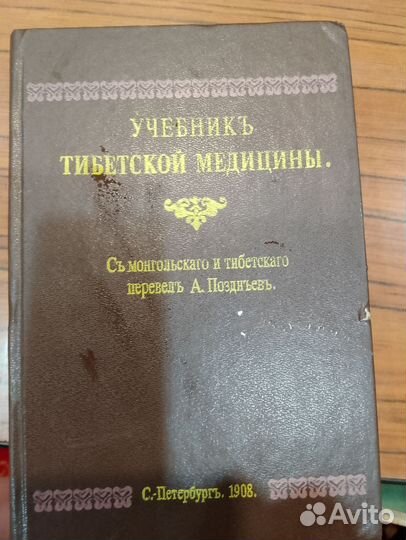 УЧЕБНИКЪ
ТИБЕТСКОЙ МЕДИЦИНЫ.
Съ монгольскаго и тибетскаго
перевелъ А. Позднѣевъ.
С.-Петербургъ. 1908.
Avito